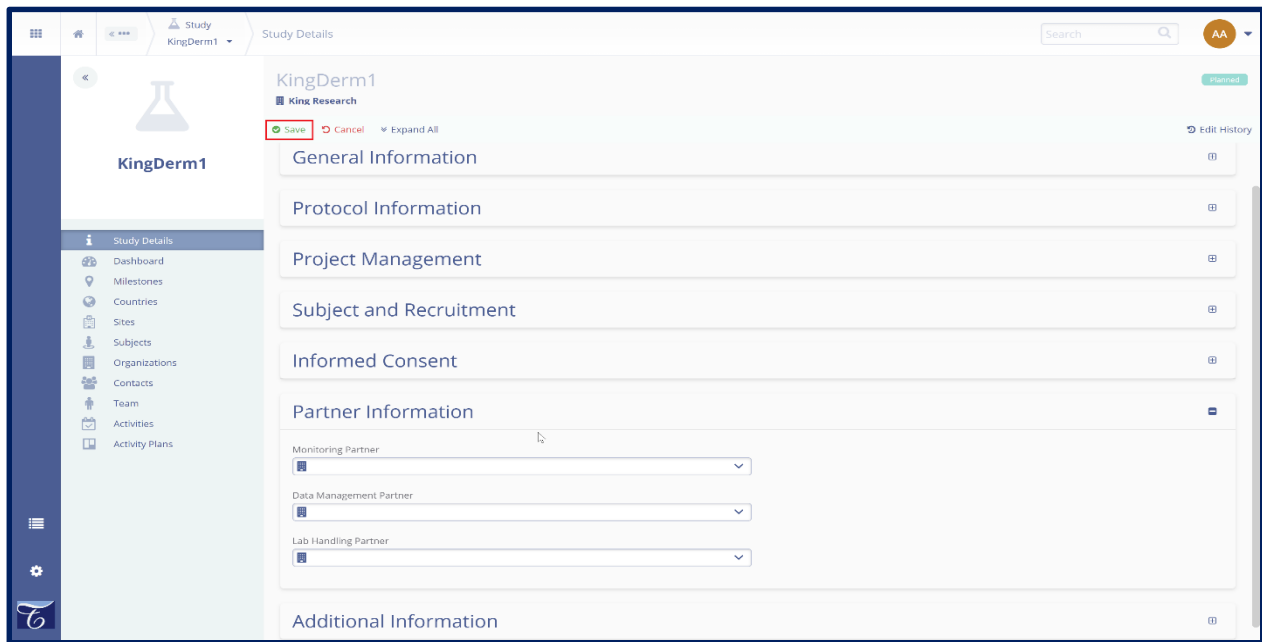 Study
KingDerm1
Study Details
Search
AA
KingDerm1
King Research
Planned
Save
Cancel
Expand All
Edit History
KingDerm1
Study Details
Dashboard
Milestones
Countries
Sites
Subjects
Organizations
Contacts
Team
Activities
Activity Plans
General Information
Protocol Information
Project Management
Subject and Recruitment
Informed Consent
Partner Information
Monitoring Partner
Data Management Partner
Lab Handling Partner
Additional Information